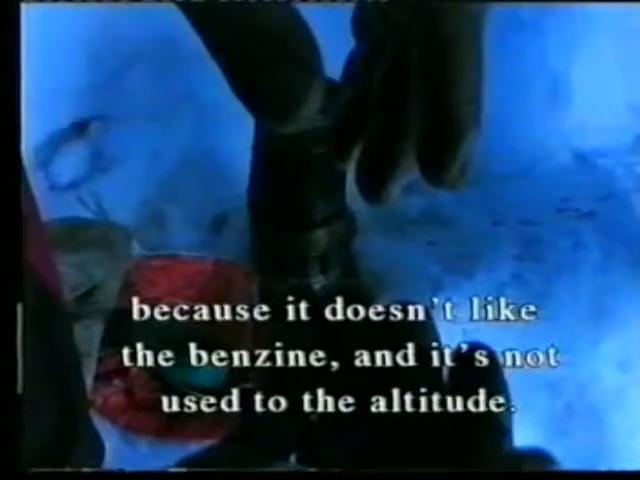 because it doesn't like
the benzine, and it's not
used to the altitude.